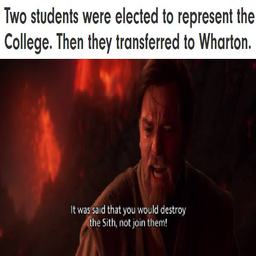 Two students were elected to represent the
College. Then they transferred to Wharton.
It was said that you would destroy
the Sith, not join them!